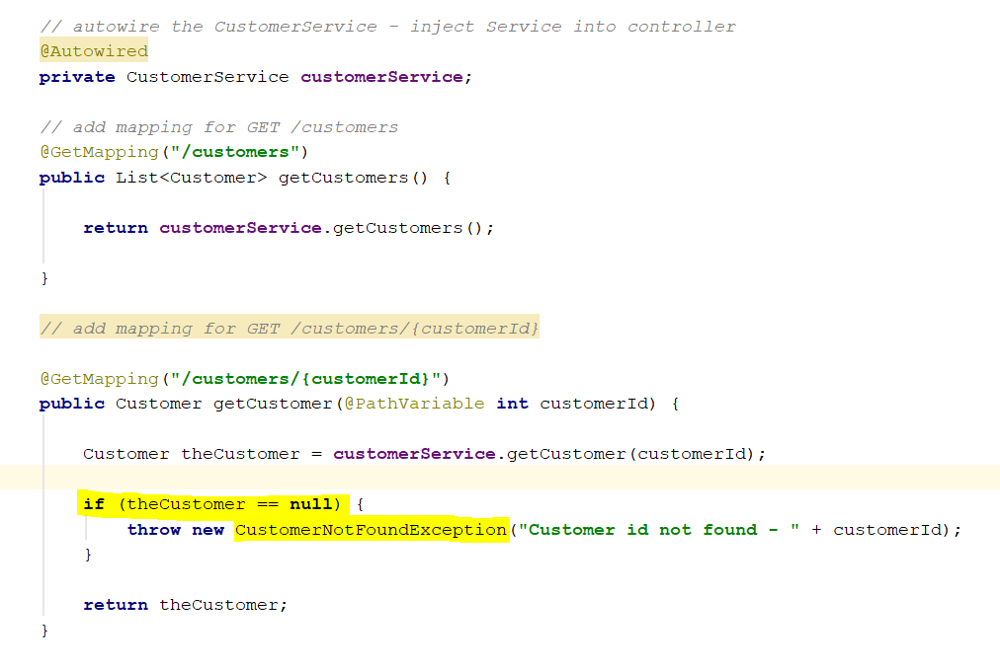 // autowire the CustomerService - inject Service into controller
@Autowired
private CustomerService customerService;
// add mapping for GET /customers
@GetMapping("/customers")
public List<Customer> getCustomers() {
return customerService.getCustomers();
}
// add mapping for GET /customers/{customerId}
@GetMapping("/customers/{customerId}")
public Customer getCustomer(@PathVariable int customerId) {
Customer theCustomer = customerService.getCustomer(customerId);
if (theCustomer == null) {
throw new CustomerNotFoundException("Customer id not found - " + customerId);
}
return theCustomer;
}